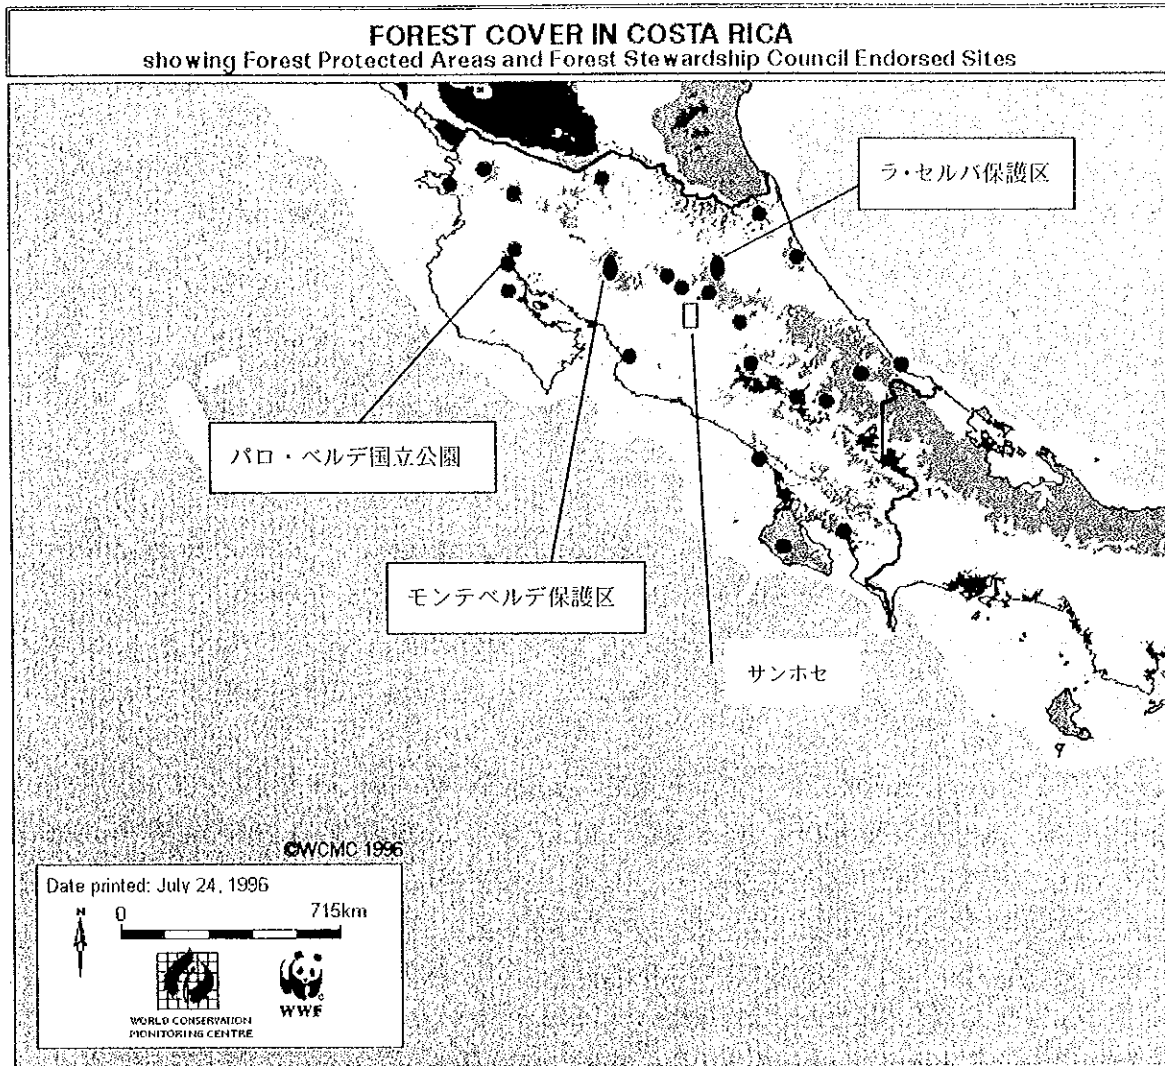 FOREST COVER IN COSTA RICA
showing Forest Protected Areas and Forest Stewardship Council Endorsed Sites
ラ・セルバ保護区
パロ・ベルデ国立公園
モンテベルデ保護区
サンホセ
©WCMC 1996
Date printed: July 24, 1996
N
0 715km
WORLD CONSERVATION
MONITORING CENTRE
WWF